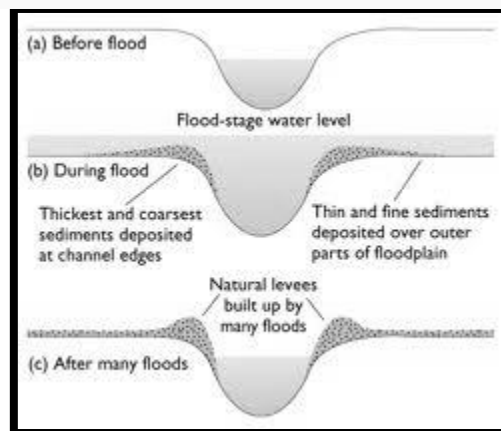 (a) Before flood
Flood-stage water level
(b) During flood
Thickest and coarsest
sediments deposited
at channel edges
Thin and fine sediments
deposited over outer
parts of floodplain
Natural levees
built up by
many floods
(c) After many floods